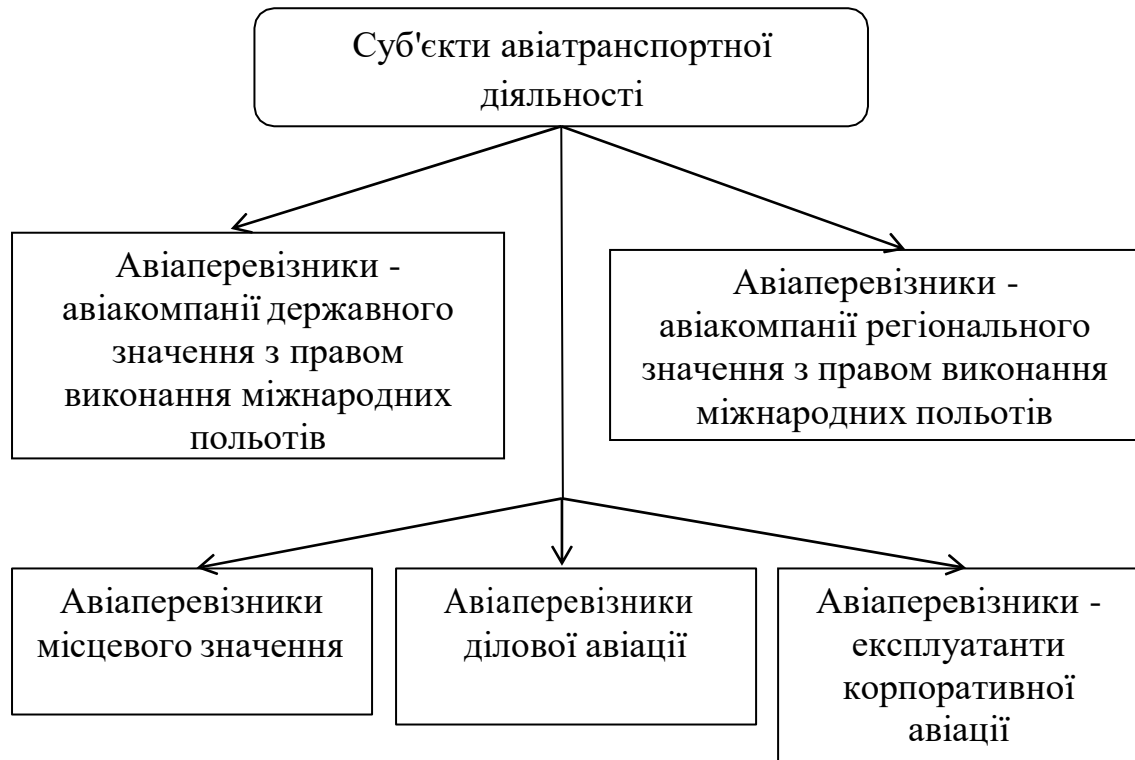 Суб'єкти авіатранспортної
діяльності
Авіаперевізники -
авіакомпанії державного
значення з правом
виконання міжнародних
польотів
Авіаперевізники -
авіакомпанії регіонального
значення з правом виконання
міжнародних польотів
Авіаперевізники
місцевого значення
Авіаперевізники
ділової авіації
Авіаперевізники -
експлуатанти
корпоративної
авіації